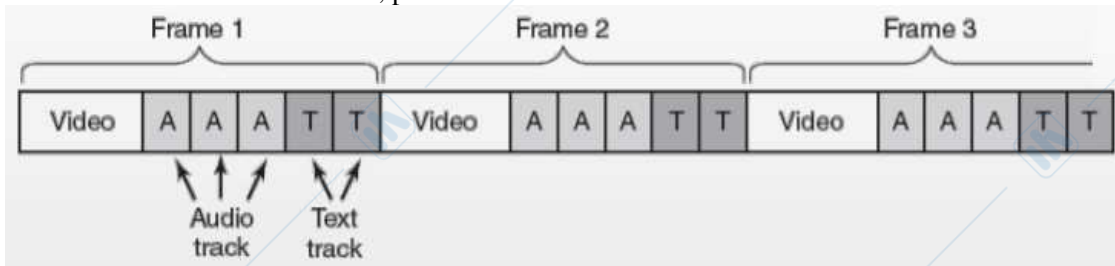 Frame 1 Frame 2 Frame 3
Video A A A T T Video A A A T T Video A A A T T
Audio Text
track track